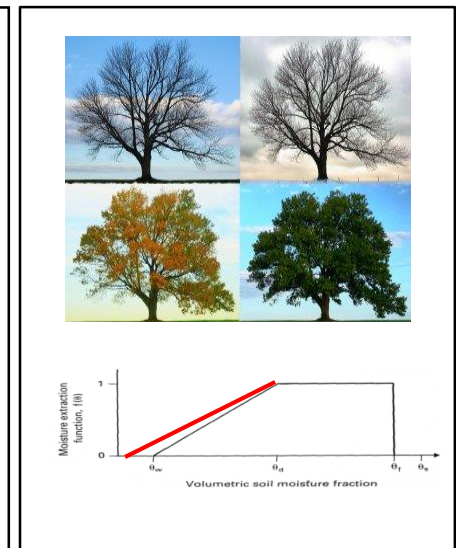 Moisture extraction
function, f(θ)
1
0
θw
θd
θf
θs
Volumetric soil moisture fraction